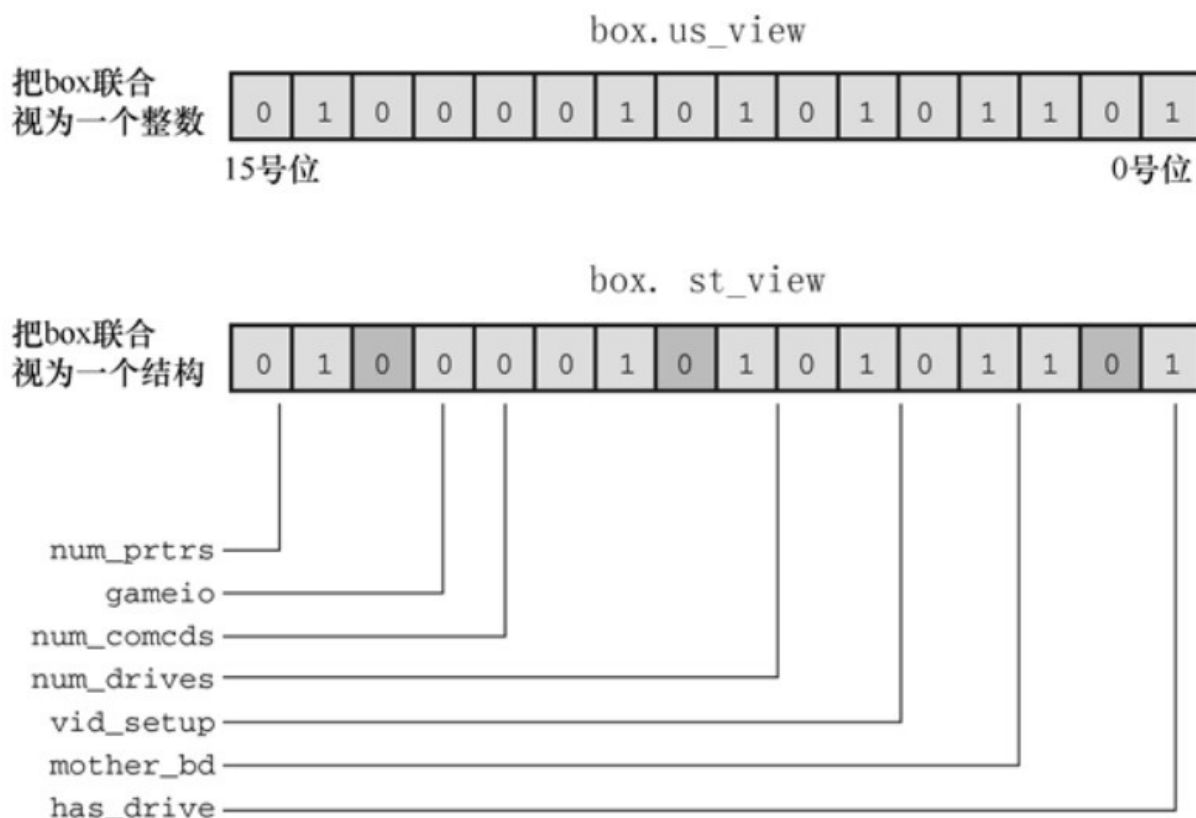 box.us_view
把box联合
视为一个整数
0 1 0 0 0 0 1 0 1 0 1 0 1 1 0 1
15号位 0号位
box. st_view
把box联合
视为一个结构
0 1 0 0 0 0 1 0 1 0 1 0 1 1 0 1
num_prtrs
gameio
num_comcds
num_drives
vid_setup
mother_bd
has_drive